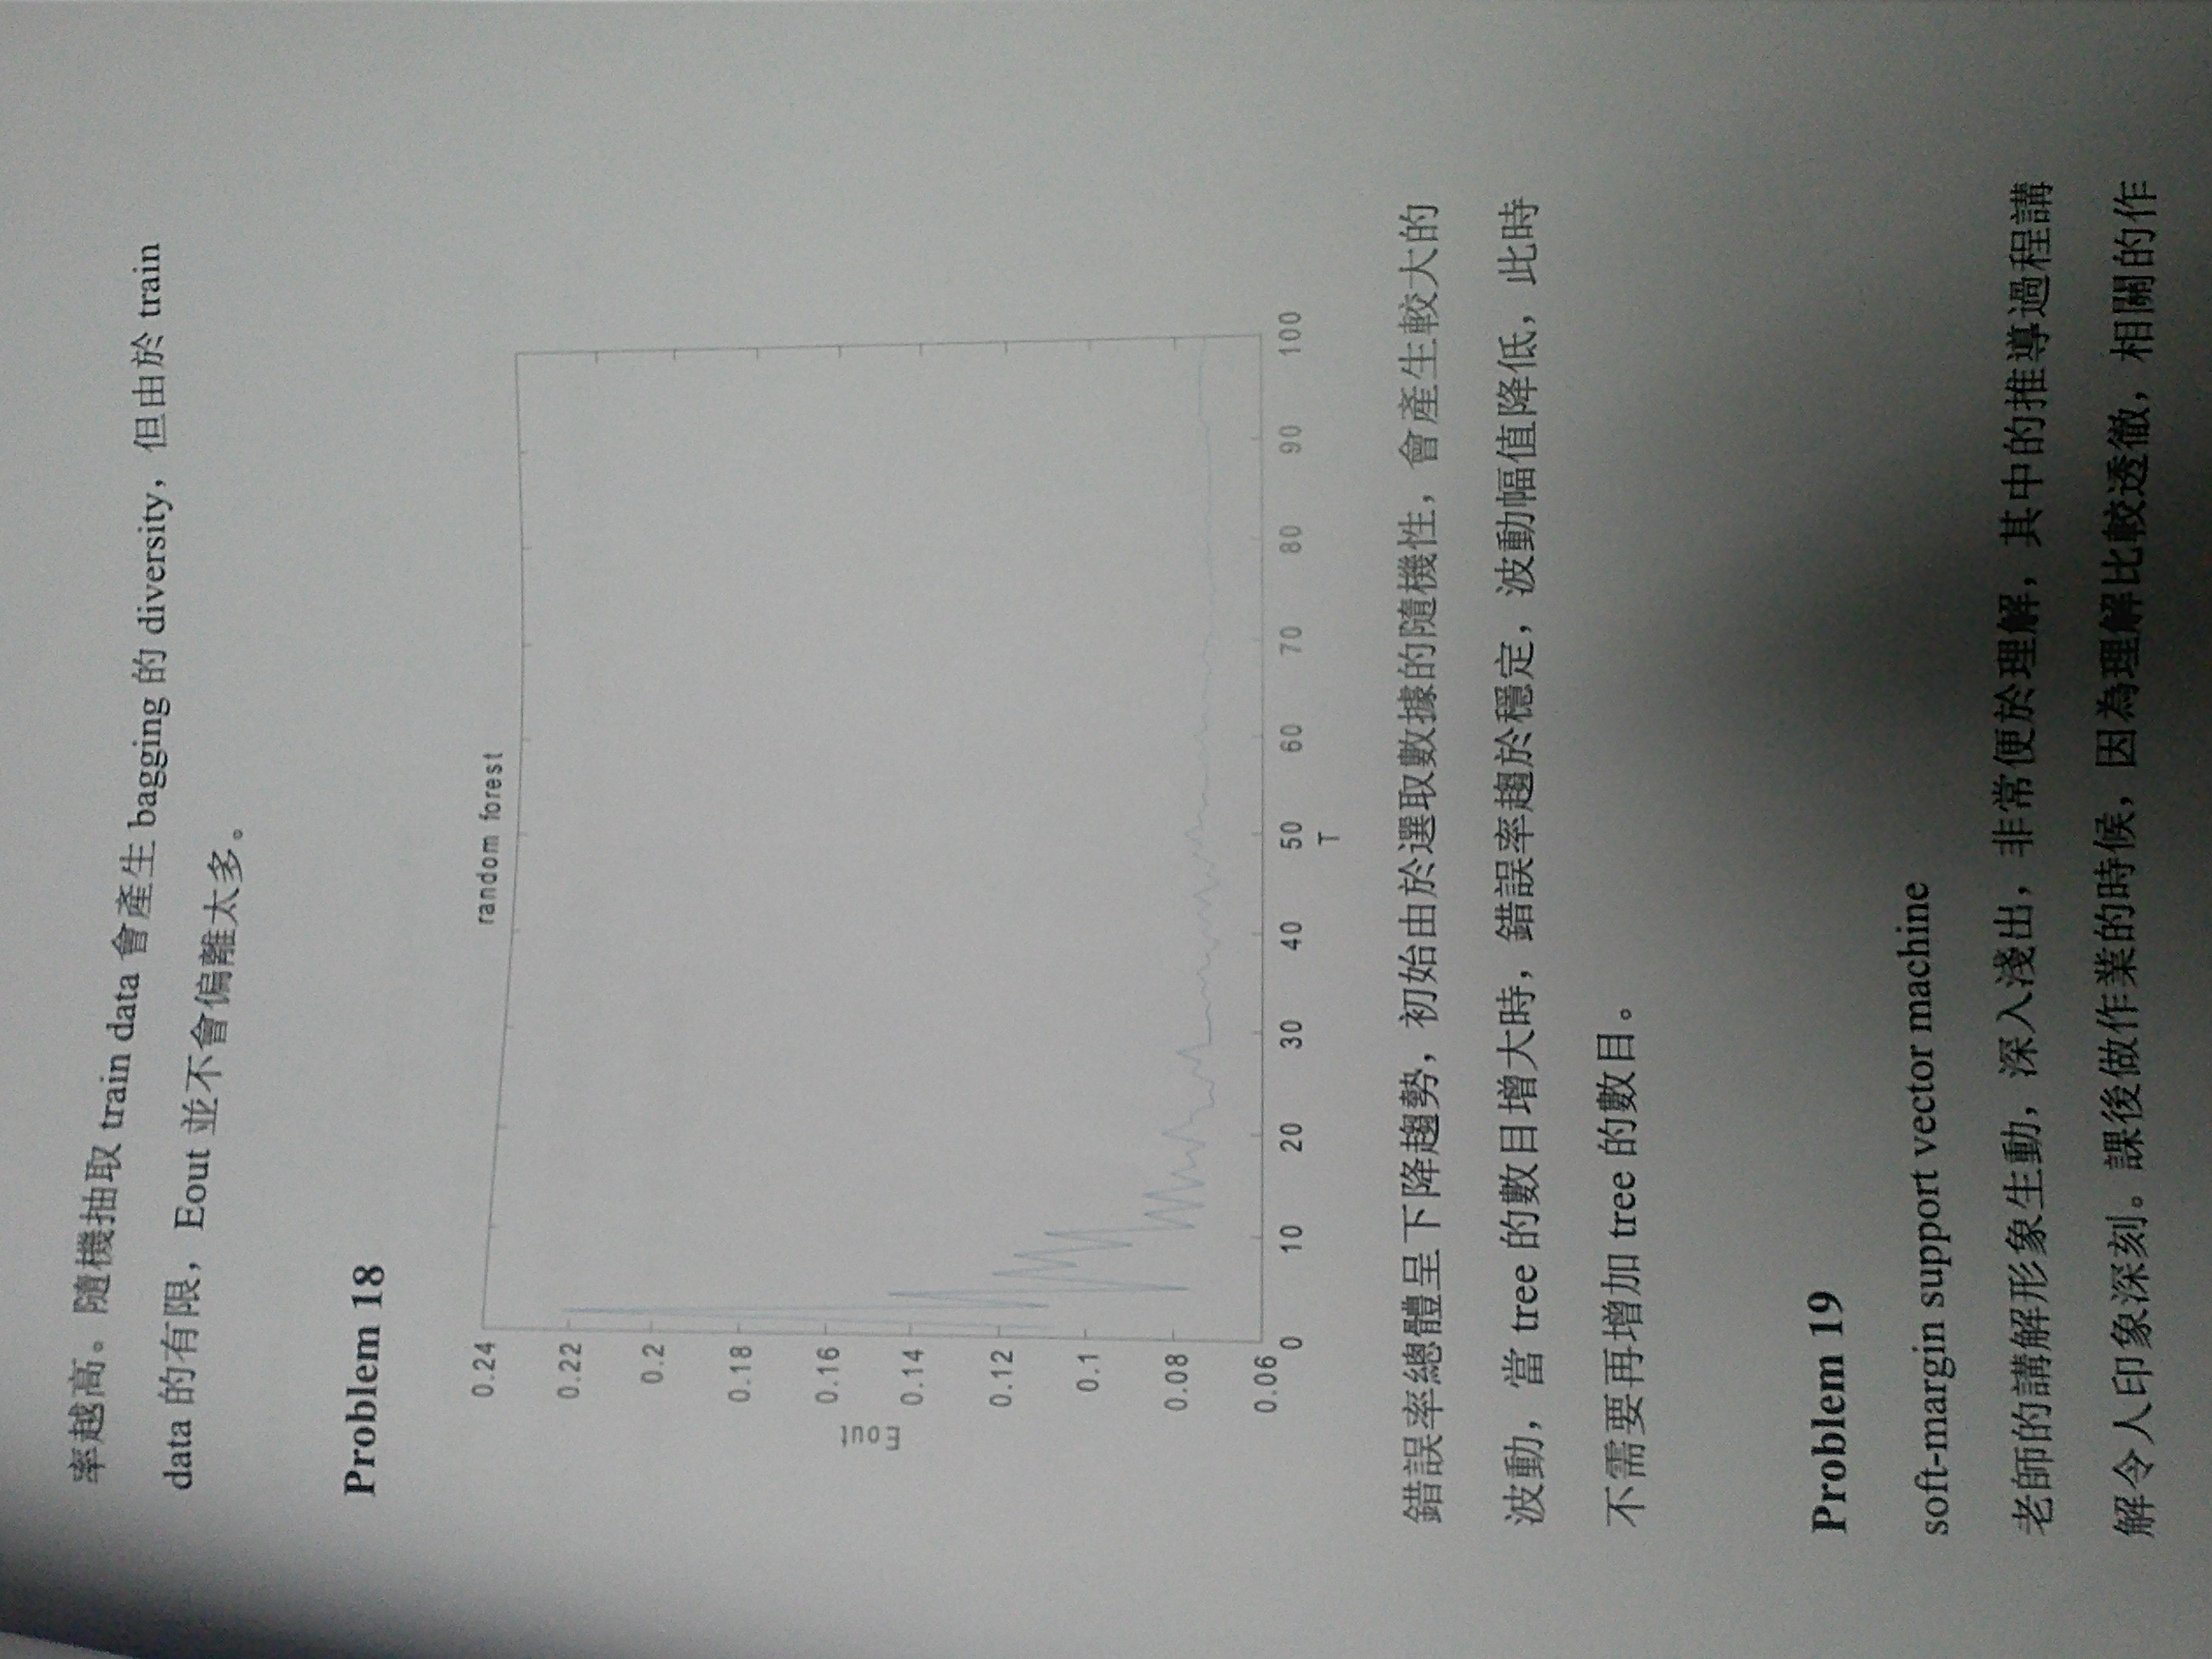 率越高。隨機抽取 train data 會產生 bagging 的 diversity，但由於 train
data 的有限，Eout 並不會偏離太多。
Problem 18
random forest
0.24
0.22
0.2
0.18
0.16
0.14
0.12
0.1
0.08
0.06
E out
0 10 20 30 40 50 60 70 80 90 100
T
錯誤率總體呈下降趨勢，初始由於選取數據的隨機性，會產生較大的
波動，當 tree 的數目增大時，錯誤率趨於穩定，波動幅值降低，此時
不需要再增加 tree 的數目。
Problem 19
soft-margin support vector machine
老師的講解形象生動，深入淺出，非常便於理解，其中的推導過程講
解令人印象深刻。課後做作業的時候，因為理解比較透徹，相關的作